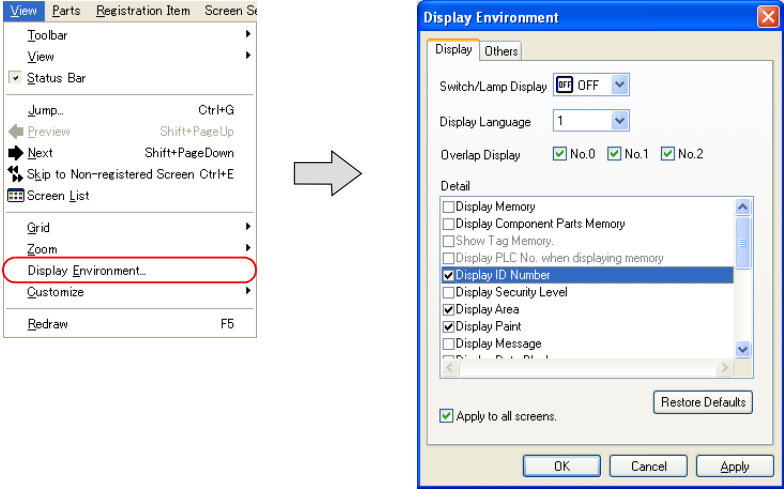 View Parts Registration Item Screen Se
Toolbar
View
Status Bar
Jump... Ctrl+G
Preview Shift+PageUp
Next Shift+PageDown
Skip to Non-registered Screen Ctrl+E
Screen List
Grid
Zoom
Display Environment...
Customize
Redraw F5
Display Environment
Display Others
Switch/Lamp Display OFF OFF
Display Language 1
Overlap Display No.0 No.1 No.2
Detail
Display Memory
Display Component Parts Memory
Show Tag Memory.
Display PLC No. when displaying memory
Display ID Number
Display Security Level
Display Area
Display Paint
Display Message
Restore Defaults
Apply to all screens.
OK Cancel Apply